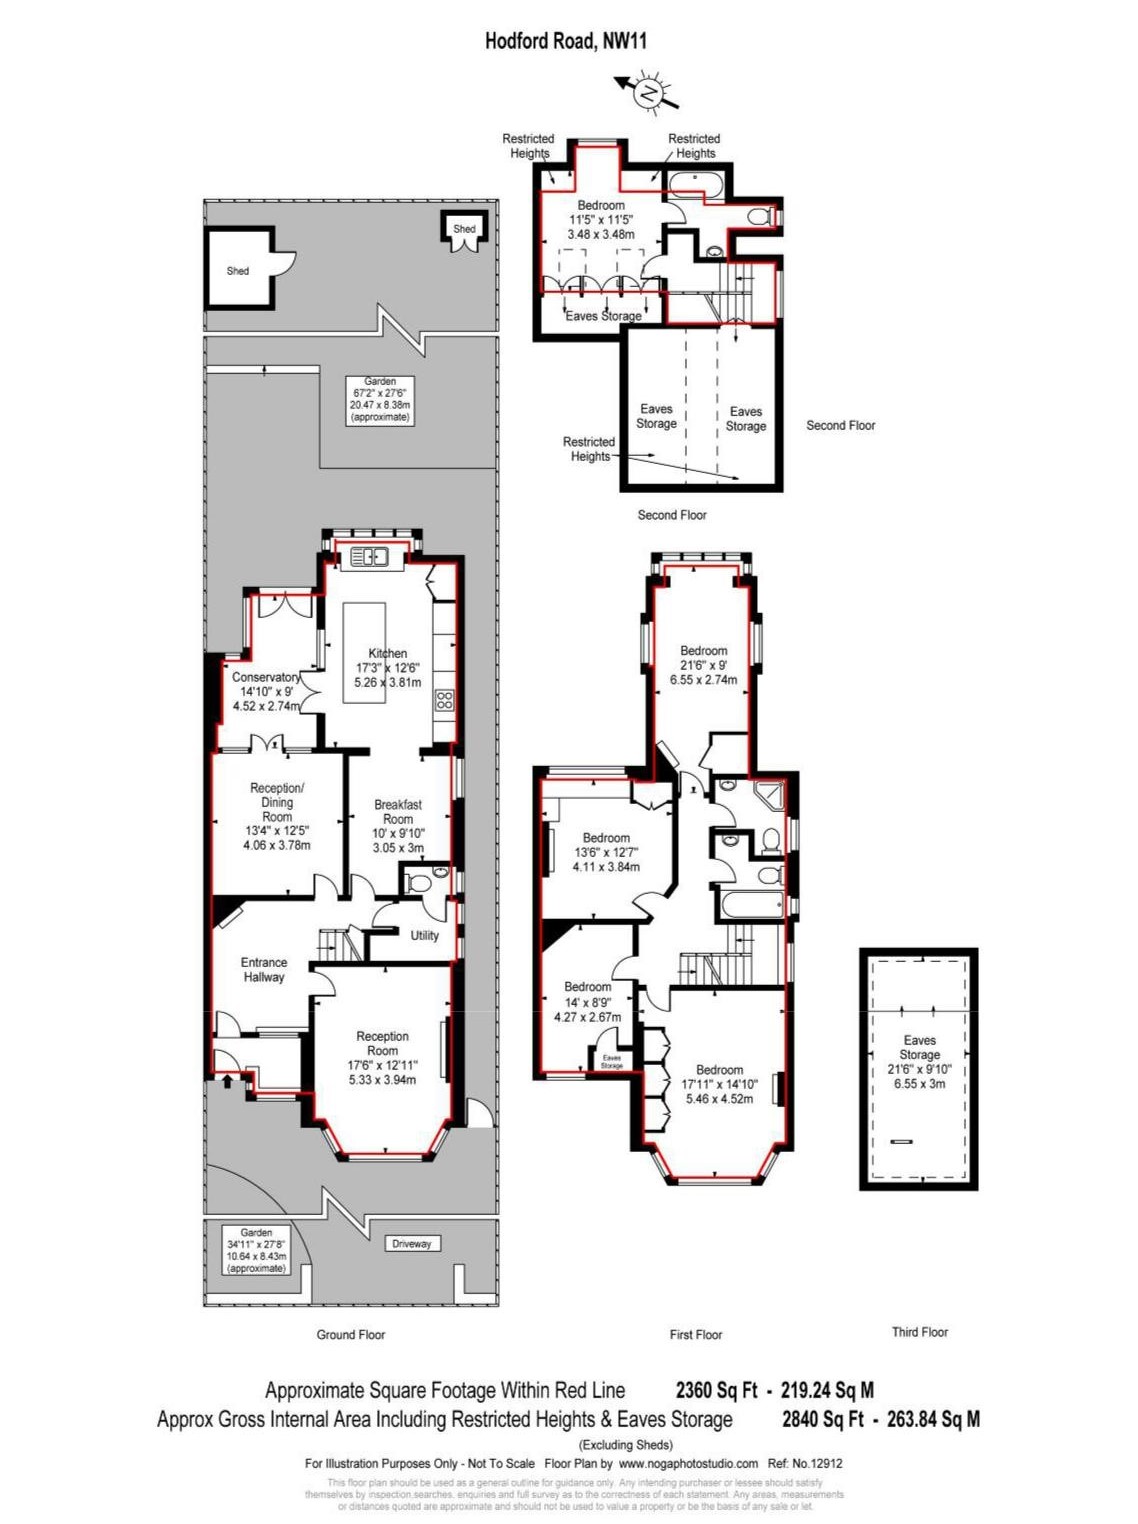 Hodford Road, NW11
N
Restricted
Heights
Restricted
Heights
Bedroom
11'5" x 11'5"
3.48 x 3.48m
Eaves Storage
Eaves
Storage
Eaves
Storage
Restricted
Heights
Second Floor
Second Floor
Shed
Shed
Garden
67'2" x 27'6"
20.47 x 8.38m
(approximate)
Kitchen
17'3" x 12'6"
5.26 x 3.81m
Conservatory
14'10" x 9'
4.52 x 2.74m
Reception/
Dining
Room
13'4" x 12'5"
4.06 x 3.78m
Breakfast
Room
10' x 9'10"
3.05 x 3m
Utility
Entrance
Hallway
Reception
Room
17'6" x 12'11"
5.33 x 3.94m
Garden
34'11" x 27'8"
10.64 x 8.43m
(approximate)
Driveway
Ground Floor
Bedroom
21'6" x 9'
6.55 x 2.74m
Bedroom
13'6" x 12'7"
4.11 x 3.84m
Bedroom
14' x 8'9"
4.27 x 2.67m
Eaves
Storage
Bedroom
17'11" x 14'10"
5.46 x 4.52m
First Floor
Eaves
Storage
21'6" x 9'10"
6.55 x 3m
Third Floor
Approximate Square Footage Within Red Line 2360 Sq Ft - 219.24 Sq M
Approx Gross Internal Area Including Restricted Heights & Eaves Storage 2840 Sq Ft - 263.84 Sq M
(Excluding Sheds)
For Illustration Purposes Only - Not To Scale Floor Plan by www.nogaphotostudio.com Ref: No.12912
This floor plan should be used as a general outline for guidance only. Any intending purchaser or lessee should satisfy
themselves by inspection,searches, enquiries and full survey as to the correctness of each statement. Any areas, measurements
or distances quoted are approximate and should not be used to value a property or be the basis of any sale or let.